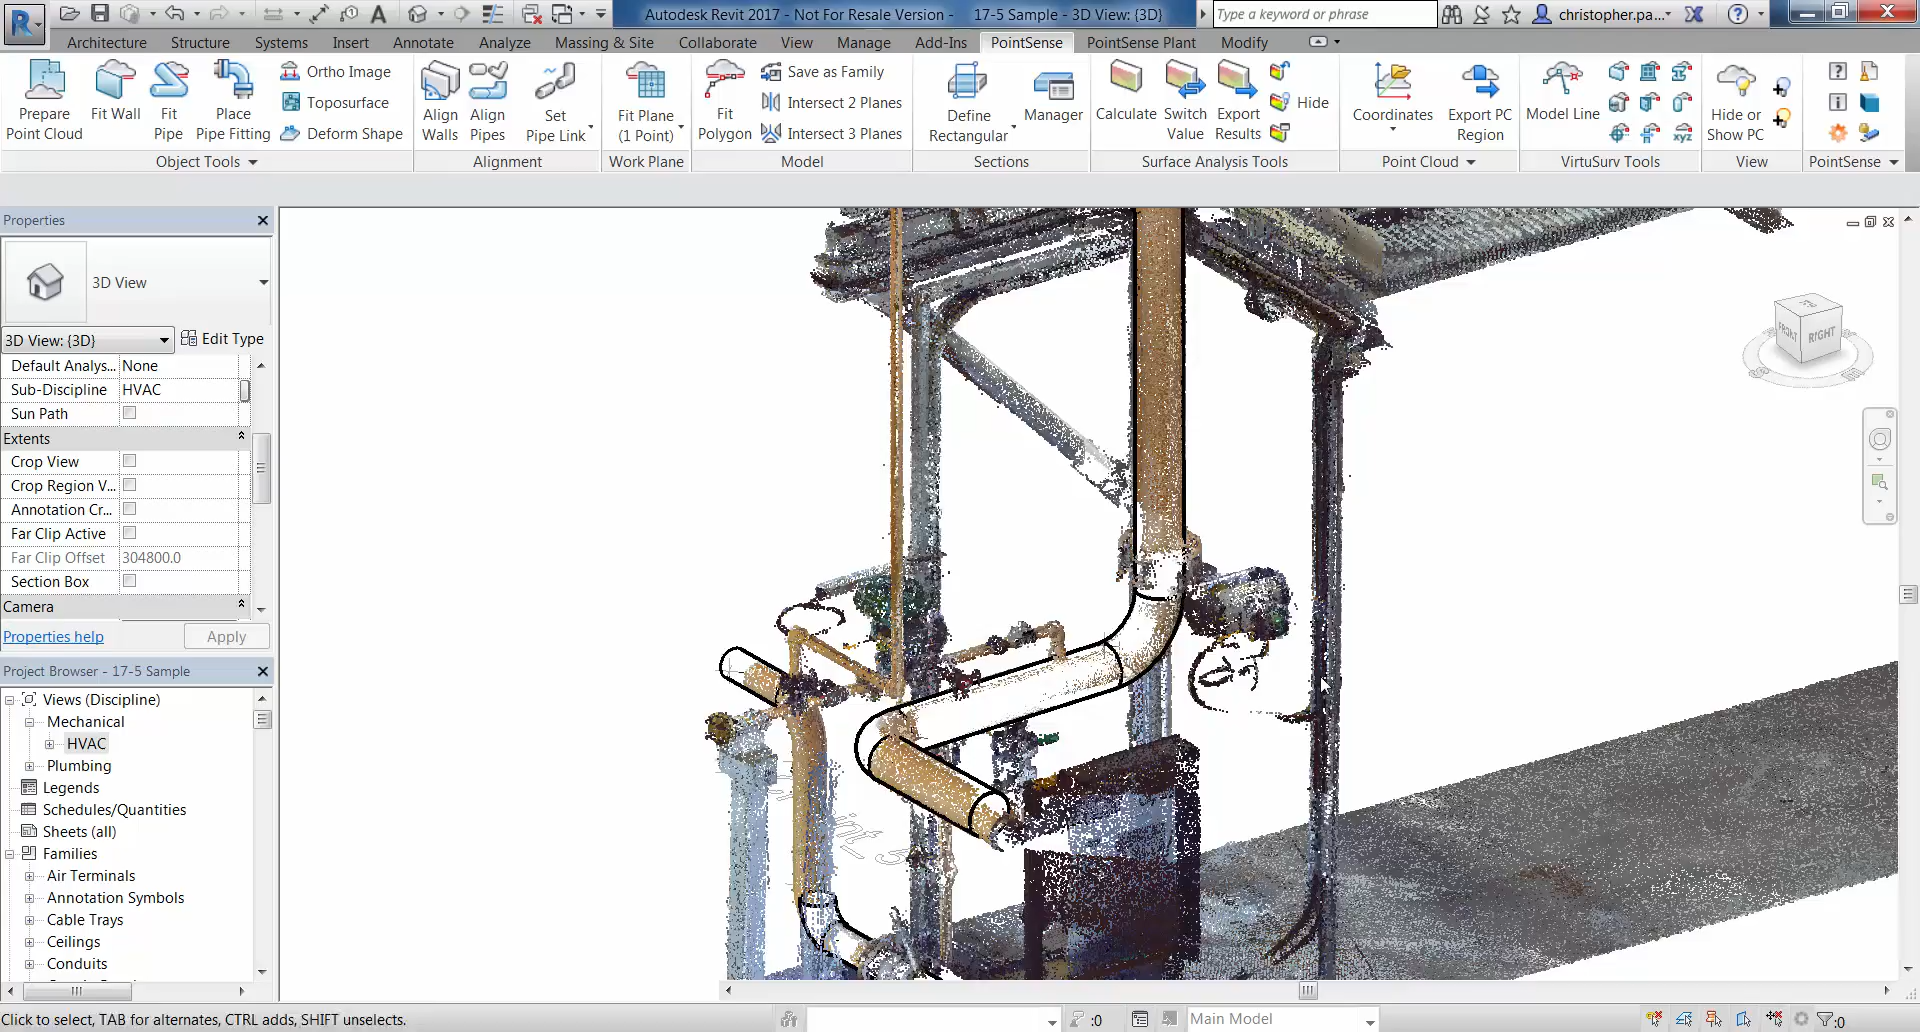 Autodesk Revit 2017 - Not For Resale Version - 17-5 Sample - 3D View: {3D}
Type a keyword or phrase
christopher.pa...
Architecture Structure Systems Insert Annotate Analyze Massing & Site Collaborate View Manage Add-Ins PointSense PointSense Plant Modify
Prepare Point Cloud
Fit Wall
Fit Pipe
Place Pipe Fitting
Ortho Image
Toposurface
Deform Shape
Align Walls
Align Pipes
Set Pipe Link
Fit Plane (1 Point)
Fit Polygon
Save as Family
Intersect 2 Planes
Intersect 3 Planes
Define Rectangular
Manager
Calculate
Switch Value
Export Results
Hide
Coordinates
Export PC Region
Model Line
xyz
Hide or Show PC
Object Tools Alignment Work Plane Model Sections Surface Analysis Tools Point Cloud VirtuSurv Tools View PointSense
Properties
3D View
3D View: {3D} Edit Type
Default Analys... None
Sub-Discipline HVAC
Sun Path
Extents
Crop View
Crop Region V...
Annotation Cr...
Far Clip Active
Far Clip Offset 304800.0
Section Box
Camera
Properties help Apply
Project Browser - 17-5 Sample
Views (Discipline)
Mechanical
HVAC
Plumbing
Legends
Schedules/Quantities
Sheets (all)
Families
Air Terminals
Annotation Symbols
Cable Trays
Ceilings
Conduits
FRONT RIGHT
Click to select, TAB for alternates, CTRL adds, SHIFT unselects.
:0
Main Model
:0